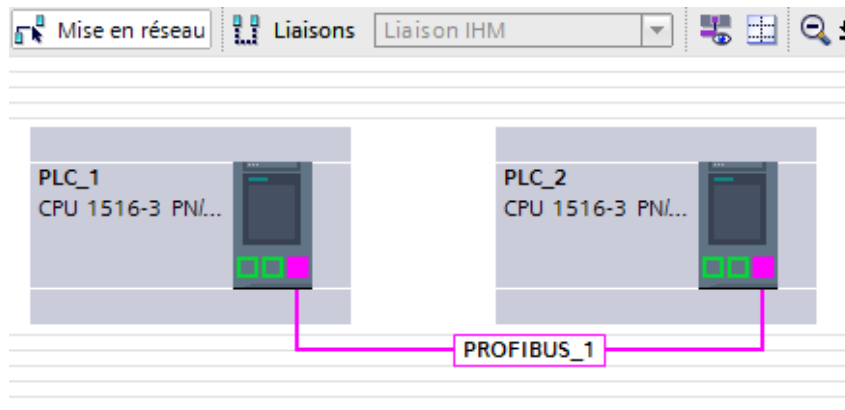 Mise en réseau Liaisons Liaison IHM
PLC_1
CPU 1516-3 PN/...
PLC_2
CPU 1516-3 PN/...
PROFIBUS_1